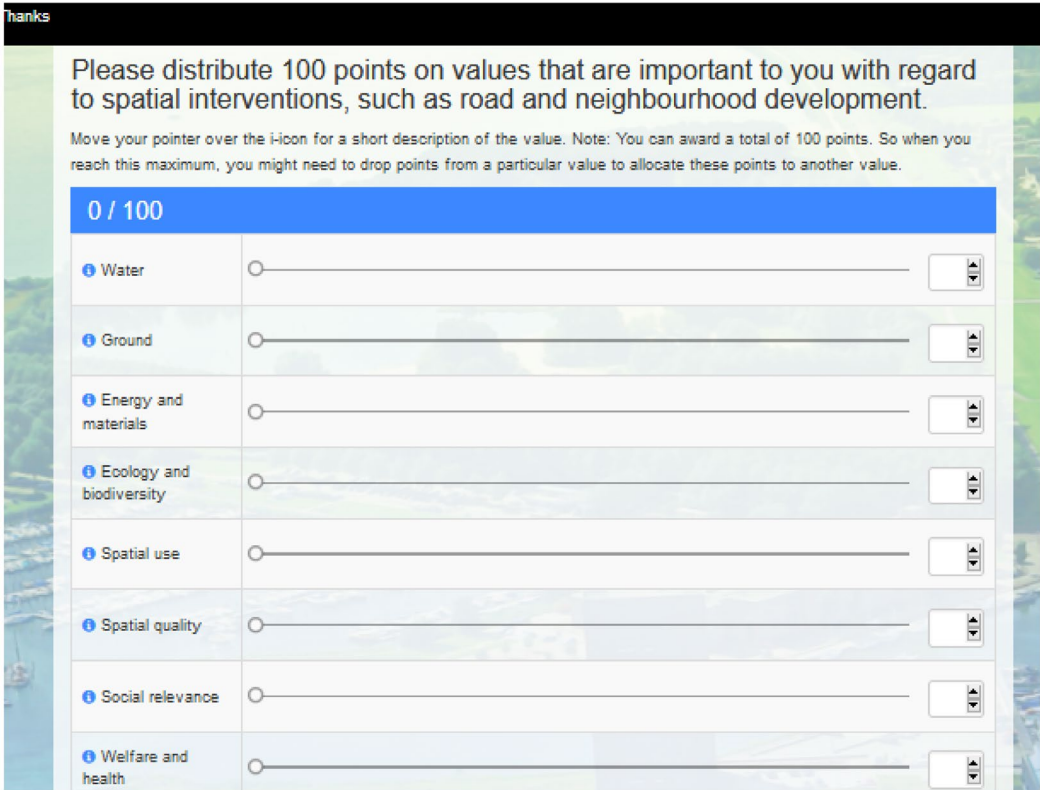 Thanks
Please distribute 100 points on values that are important to you with regard
to spatial interventions, such as road and neighbourhood development.
Move your pointer over the i-icon for a short description of the value. Note: You can award a total of 100 points. So when you
reach this maximum, you might need to drop points from a particular value to allocate these points to another value.
0 / 100
Water
Ground
Energy and
materials
Ecology and
biodiversity
Spatial use
Spatial quality
Social relevance
Welfare and
health